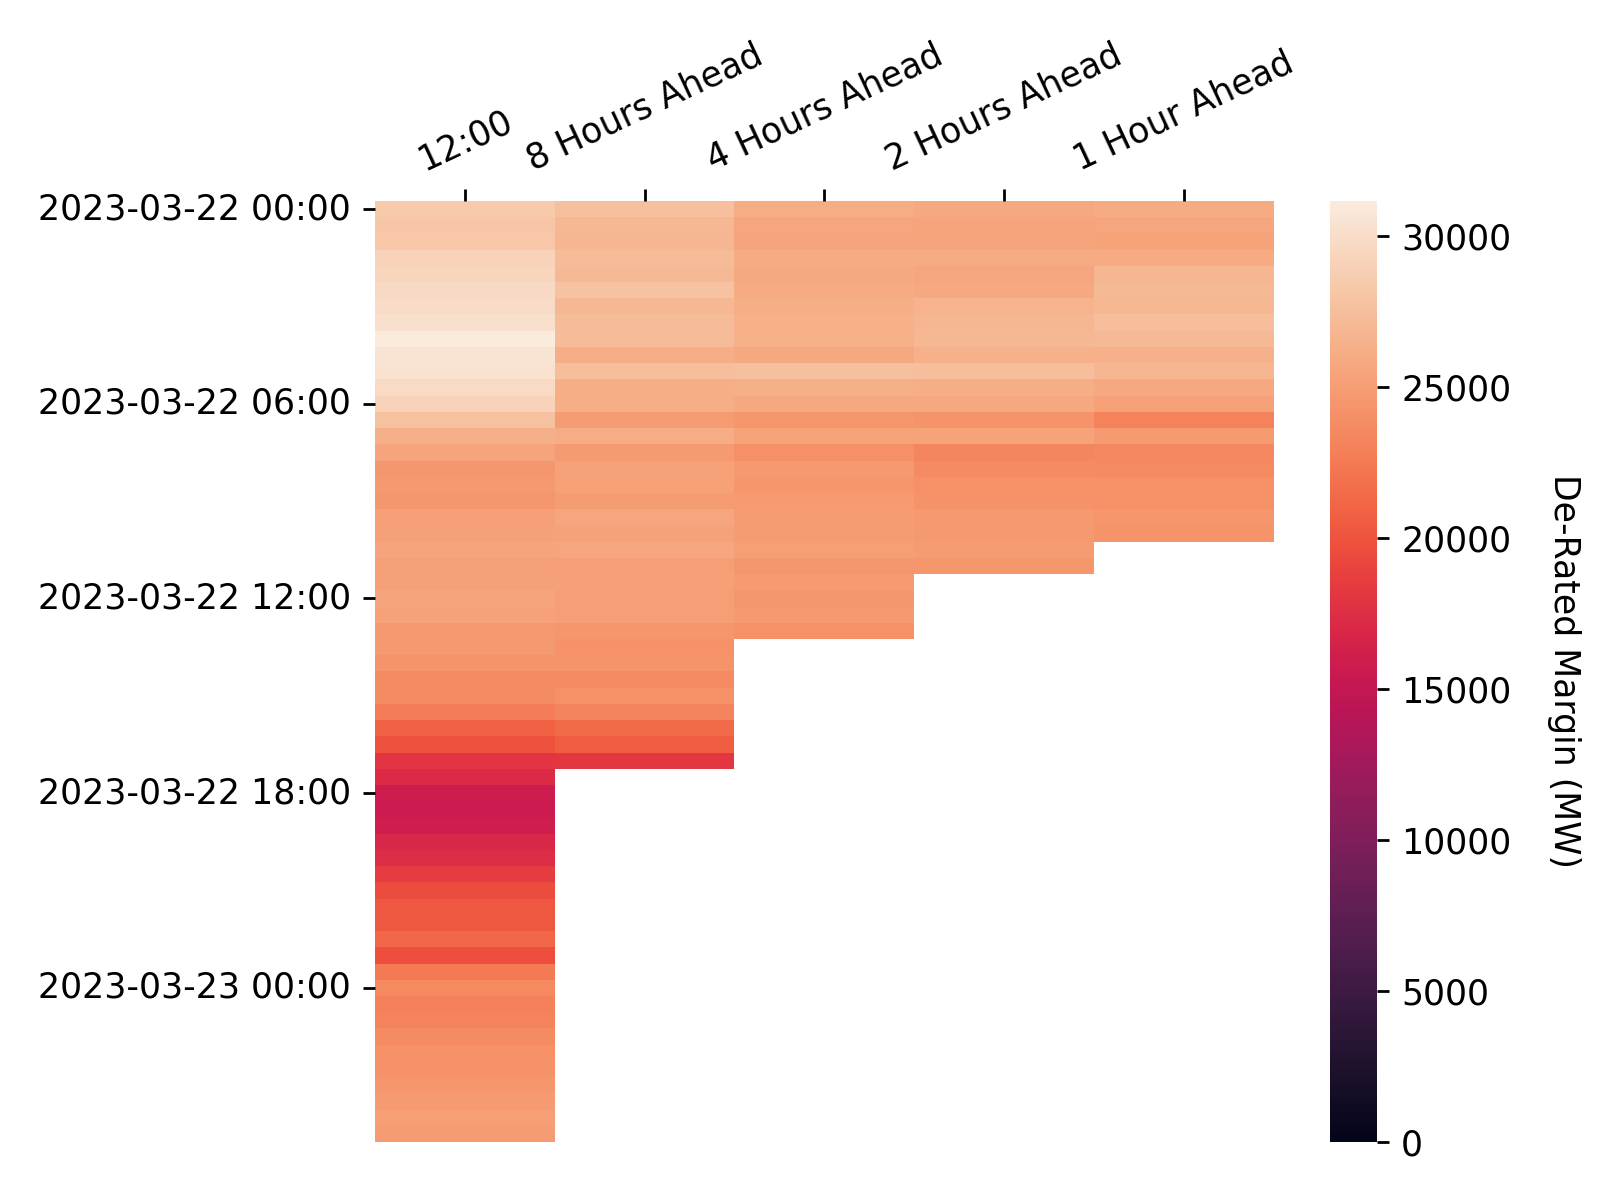 12:00
8 Hours Ahead
4 Hours Ahead
2 Hours Ahead
1 Hour Ahead
2023-03-22 00:00
2023-03-22 06:00
2023-03-22 12:00
2023-03-22 18:00
2023-03-23 00:00
30000
25000
20000
15000
10000
5000
0
De-Rated Margin (MW)